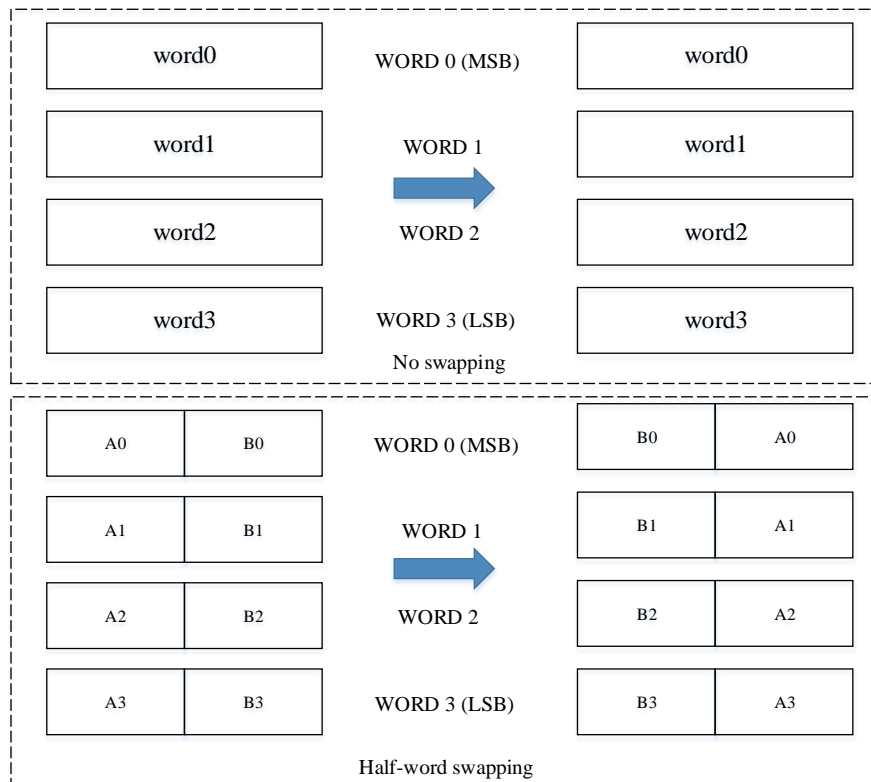 word0 WORD 0 (MSB) word0
word1 WORD 1 word1
word2 WORD 2 word2
word3 WORD 3 (LSB) word3
No swapping
A0 B0 WORD 0 (MSB) B0 A0
A1 B1 WORD 1 B1 A1
A2 B2 WORD 2 B2 A2
A3 B3 WORD 3 (LSB) B3 A3
Half-word swapping